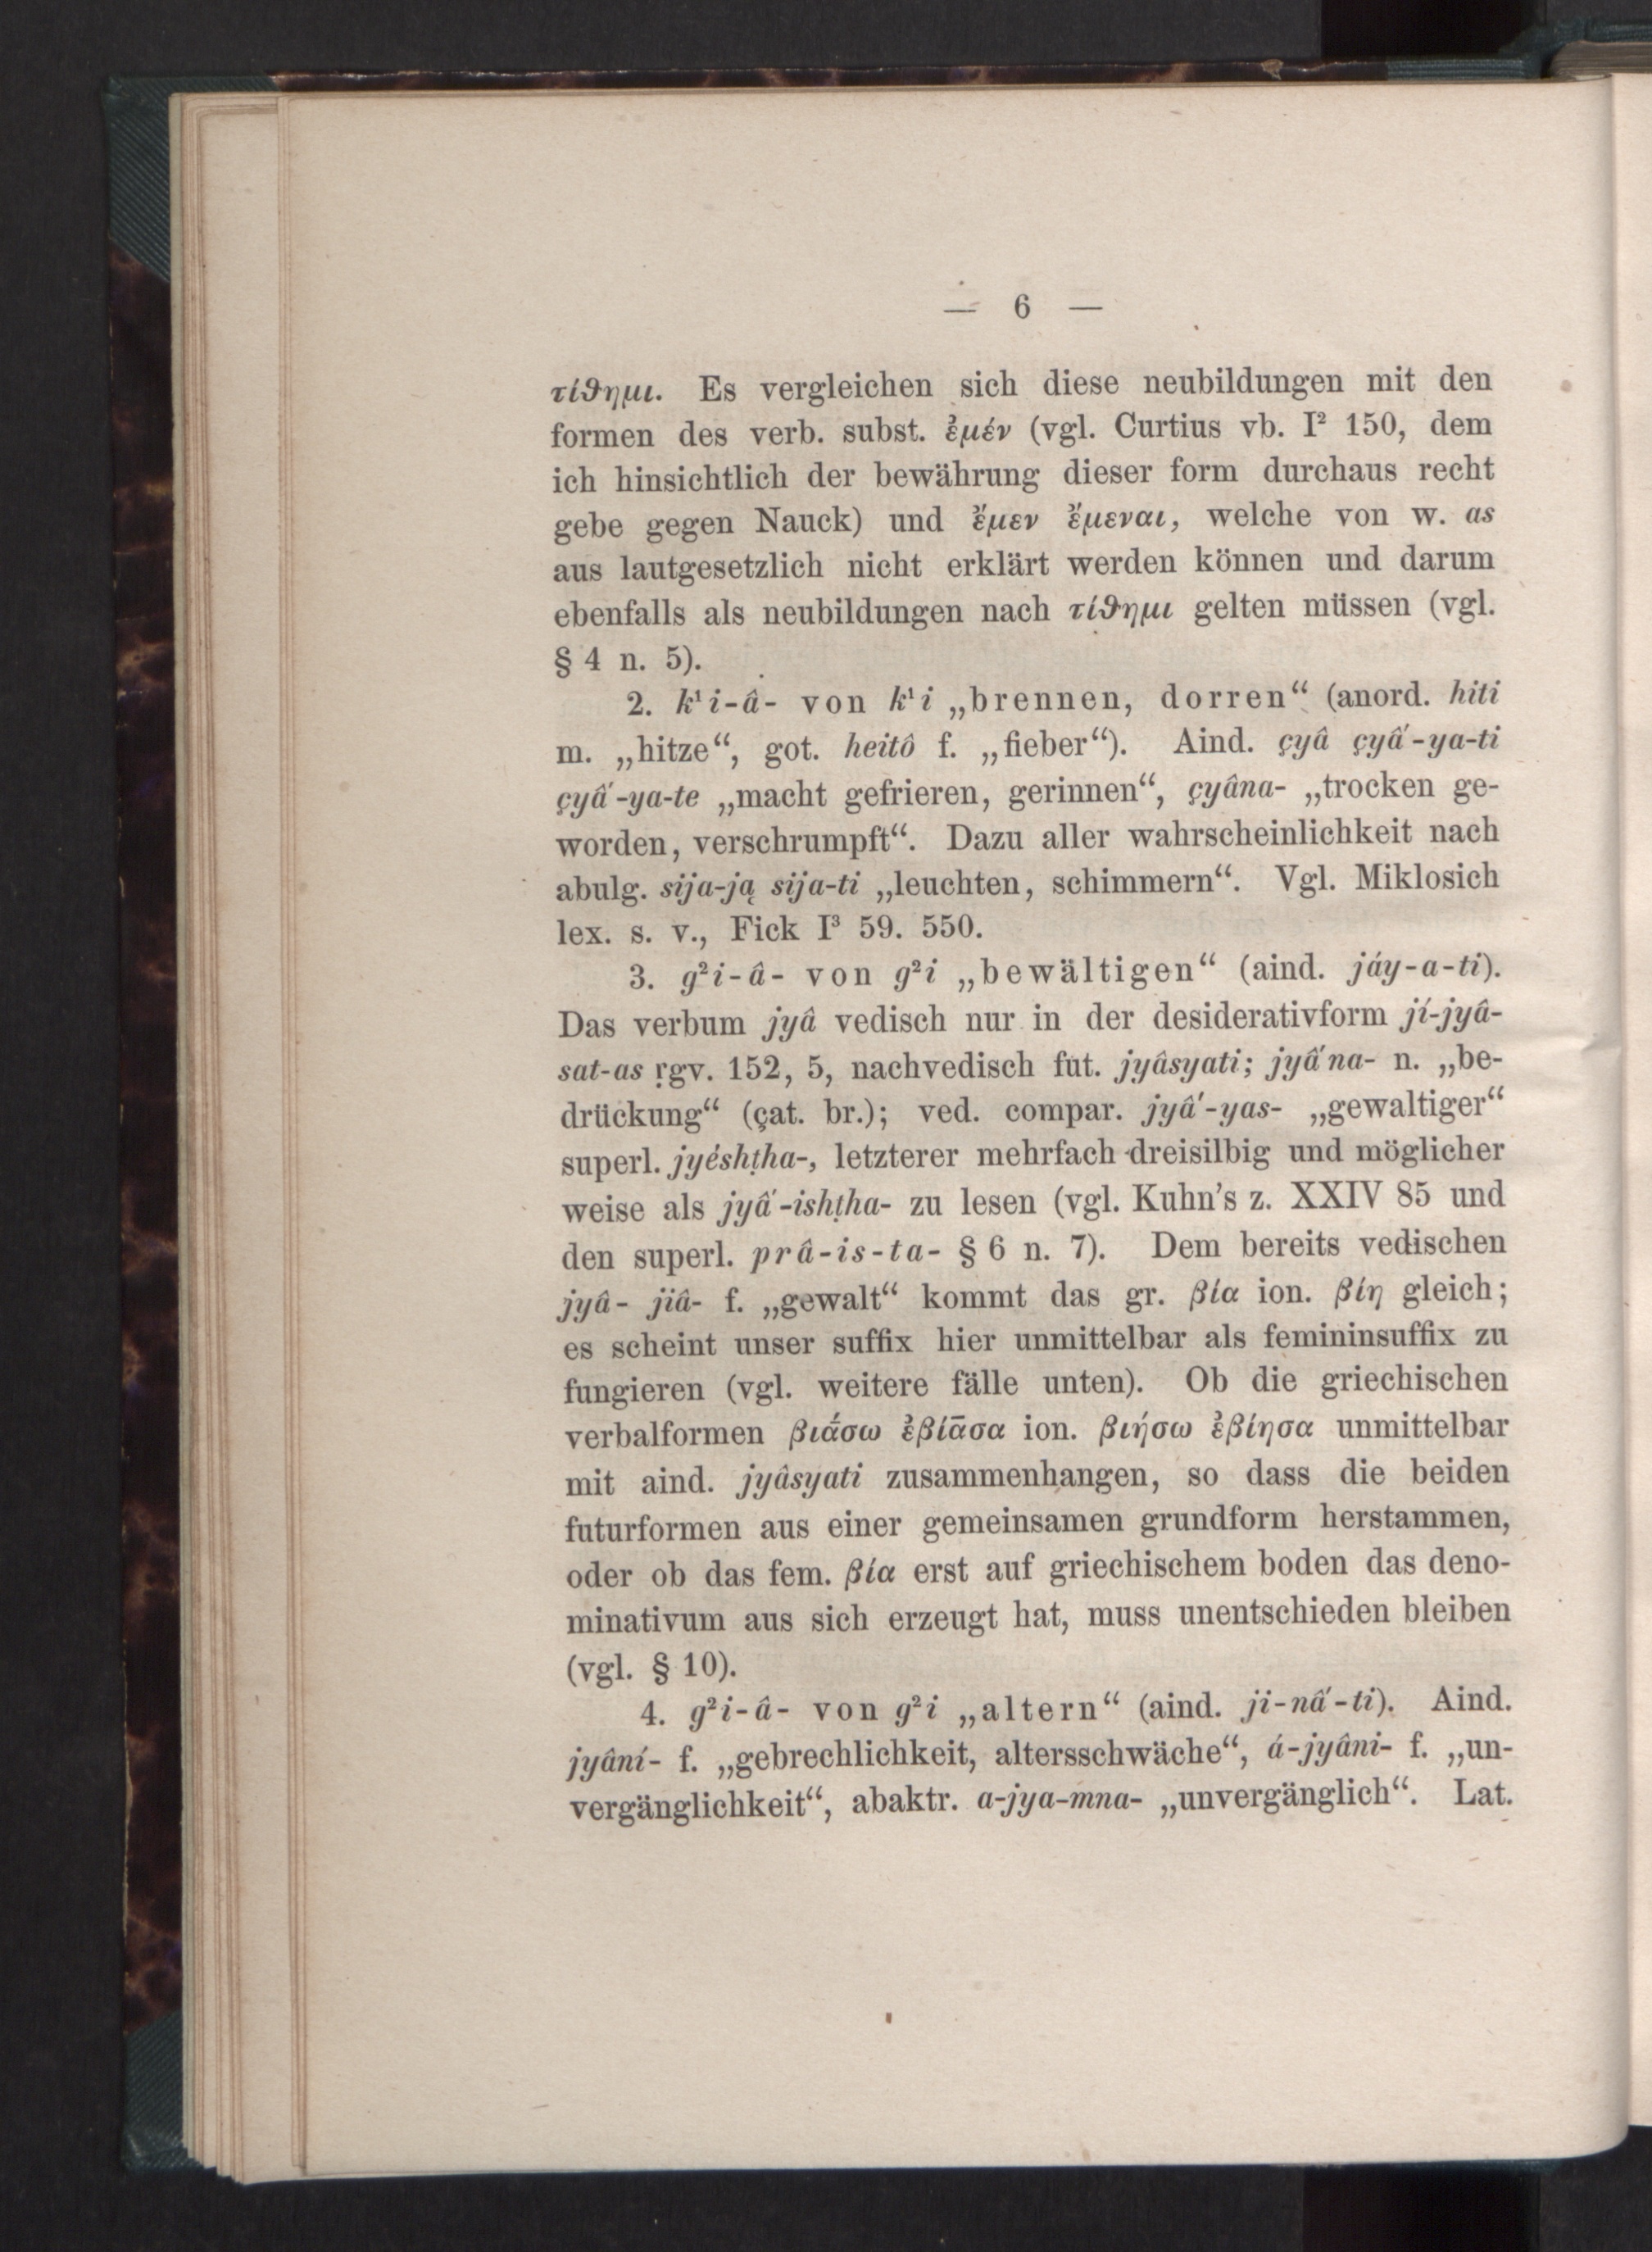 — 6 —
τίϑημι. Es vergleichen sich diese neubildungen mit den
formen des verb. subst. ἐμέν (vgl. Curtius vb. I² 150, dem
ich hinsichtlich der bewährung dieser form durchaus recht
gebe gegen Nauck) und ἔμεν ἔμεναι, welche von w. as
aus lautgesetzlich nicht erklärt werden können und darum
ebenfalls als neubildungen nach τίϑημι gelten müssen (vgl.
§ 4 n. 5).
2. k¹i-â- von k¹i „brennen, dorren“ (anord. hiti
m. „hitze“, got. heitô f. „fieber“). Aind. çyâ çyấ-ya-ti
çyấ-ya-te „macht gefrieren, gerinnen“, çyâna- „trocken ge-
worden, verschrumpft“. Dazu aller wahrscheinlichkeit nach
abulg. sija-ją sija-ti „leuchten, schimmern“. Vgl. Miklosich
lex. s. v., Fick I³ 59. 550.
3. g²i-â- von g²i „bewältigen“ (aind. jáy-a-ti).
Das verbum jyâ vedisch nur in der desiderativform jí-jyâ-
sat-as ṛgv. 152, 5, nachvedisch fut. jyâsyati; jyấna- n. „be-
drückung“ (çat. br.); ved. compar. jyấ-yas- „gewaltiger“
superl. jyéshṭha-, letzterer mehrfach dreisilbig und möglicher
weise als jyấ-ishṭha- zu lesen (vgl. Kuhn’s z. XXIV 85 und
den superl. prâ-is-ta- § 6 n. 7). Dem bereits vedischen
jyâ- jiâ- f. „gewalt“ kommt das gr. βία ion. βίη gleich;
es scheint unser suffix hier unmittelbar als femininsuffix zu
fungieren (vgl. weitere fälle unten). Ob die griechischen
verbalformen βιᾱ́σω ἐβίᾱσα ion. βιήσω ἐβίησα unmittelbar
mit aind. jyâsyati zusammenhangen, so dass die beiden
futurformen aus einer gemeinsamen grundform herstammen,
oder ob das fem. βία erst auf griechischem boden das deno-
minativum aus sich erzeugt hat, muss unentschieden bleiben
(vgl. § 10).
4. g²i-â- von g²i „altern“ (aind. ji-nấ-ti). Aind.
jyâní- f. „gebrechlichkeit, altersschwäche“, á-jyâni- f. „un-
vergänglichkeit“, abaktr. a-jya-mna- „unvergänglich“. Lat.